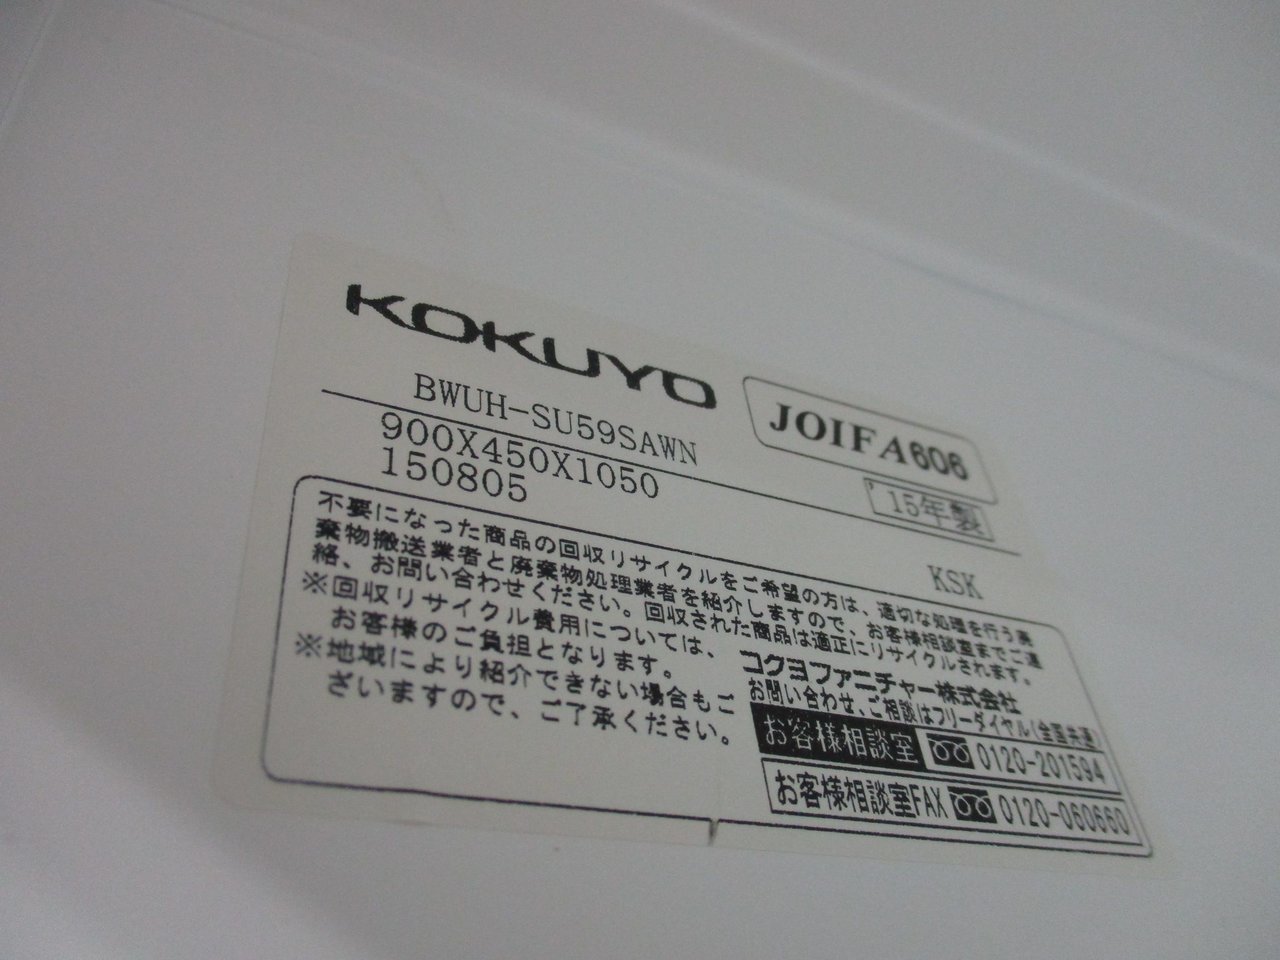 KOKUYO
JOIFA606
BWUH-SU59SAWN
'15年製
900X450X1050
150805
KSK
不要になった商品の回収リサイクルをご希望の方は、適切な処理を行う廃
棄物搬送業者と廃棄物処理業者を紹介しますので、お客様相談室までご連
絡、お問い合わせください。回収された商品は適正にリサイクルされます。
※回収リサイクル費用については、
お客様のご負担となります。
※地域により紹介できない場合もご
ざいますので、ご了承ください。
コクヨファニチャー株式会社
お問い合わせ、ご相談はフリーダイヤル(全国共通)
お客様相談室 0120-201594
お客様相談室FAX 0120-060660